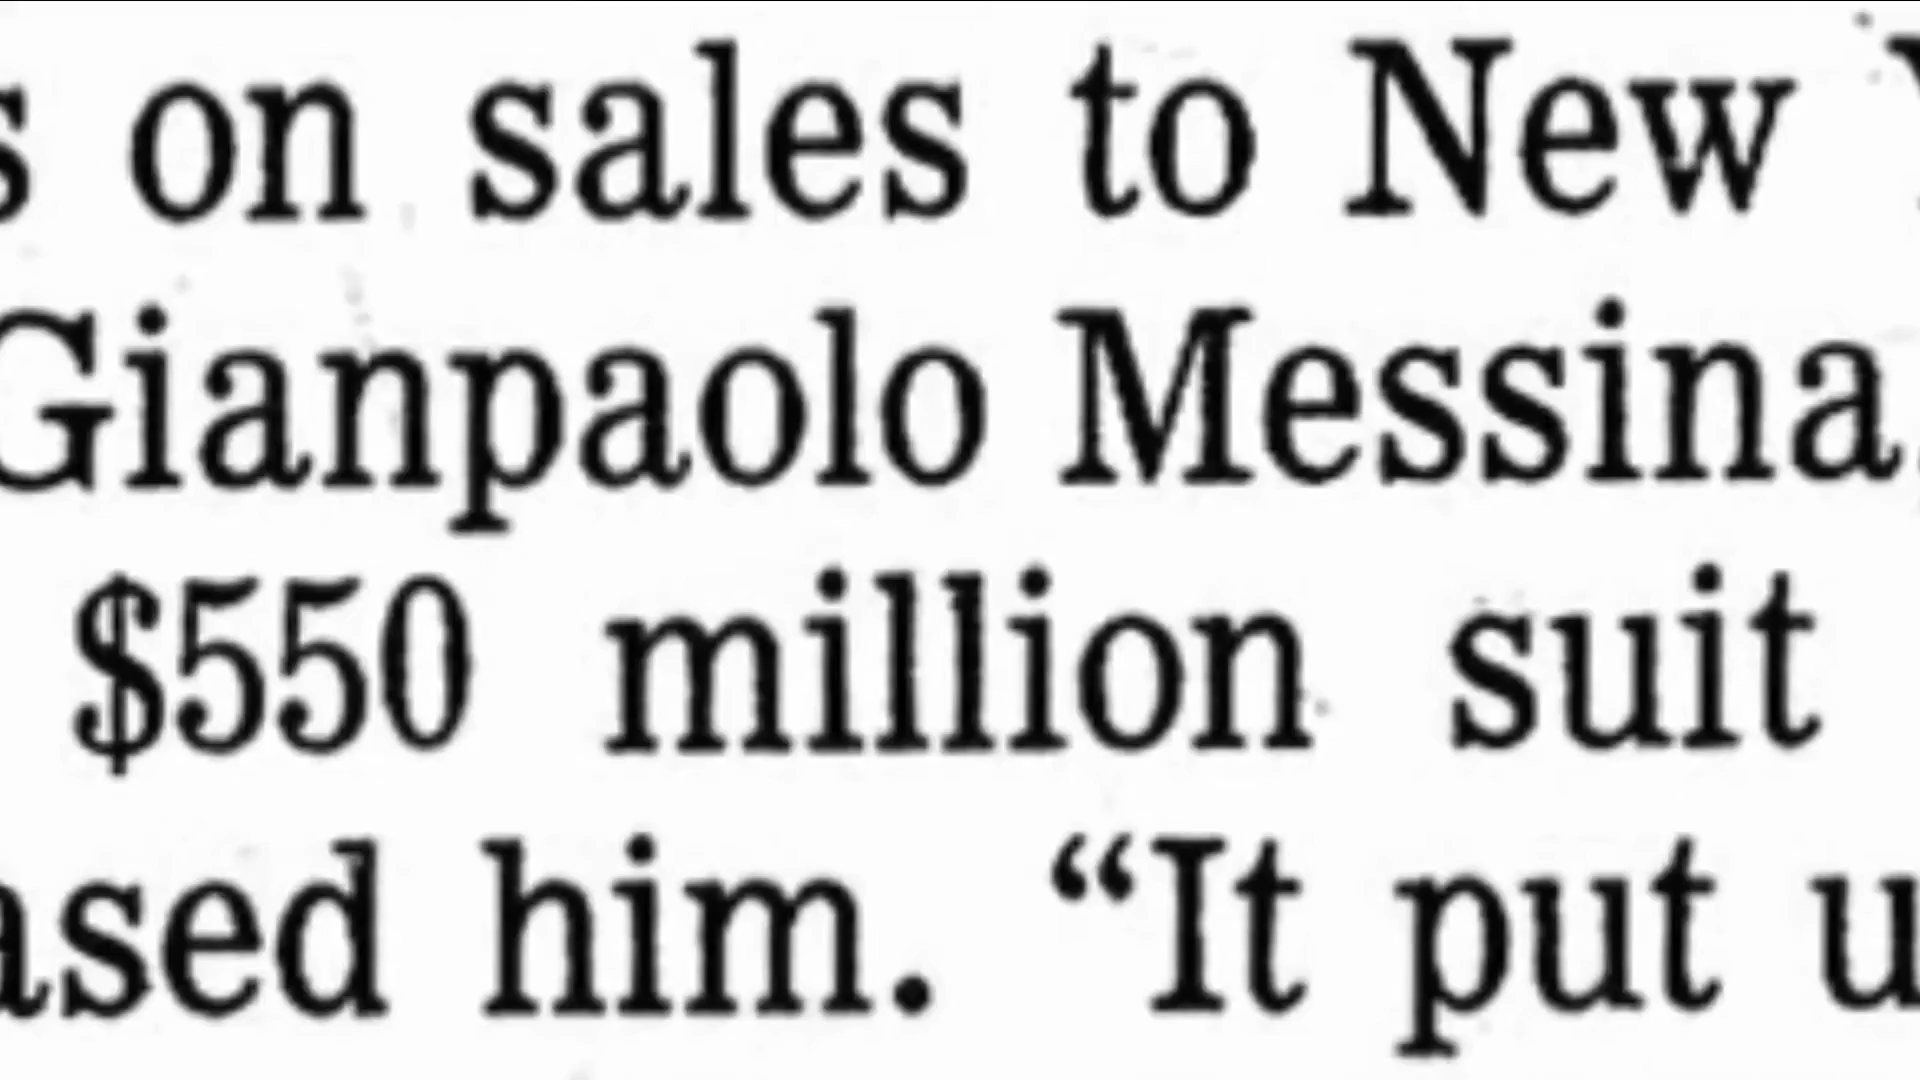 s on sales to New Y
Gianpaolo Messina,
$550 million suit
ased him. “It put u